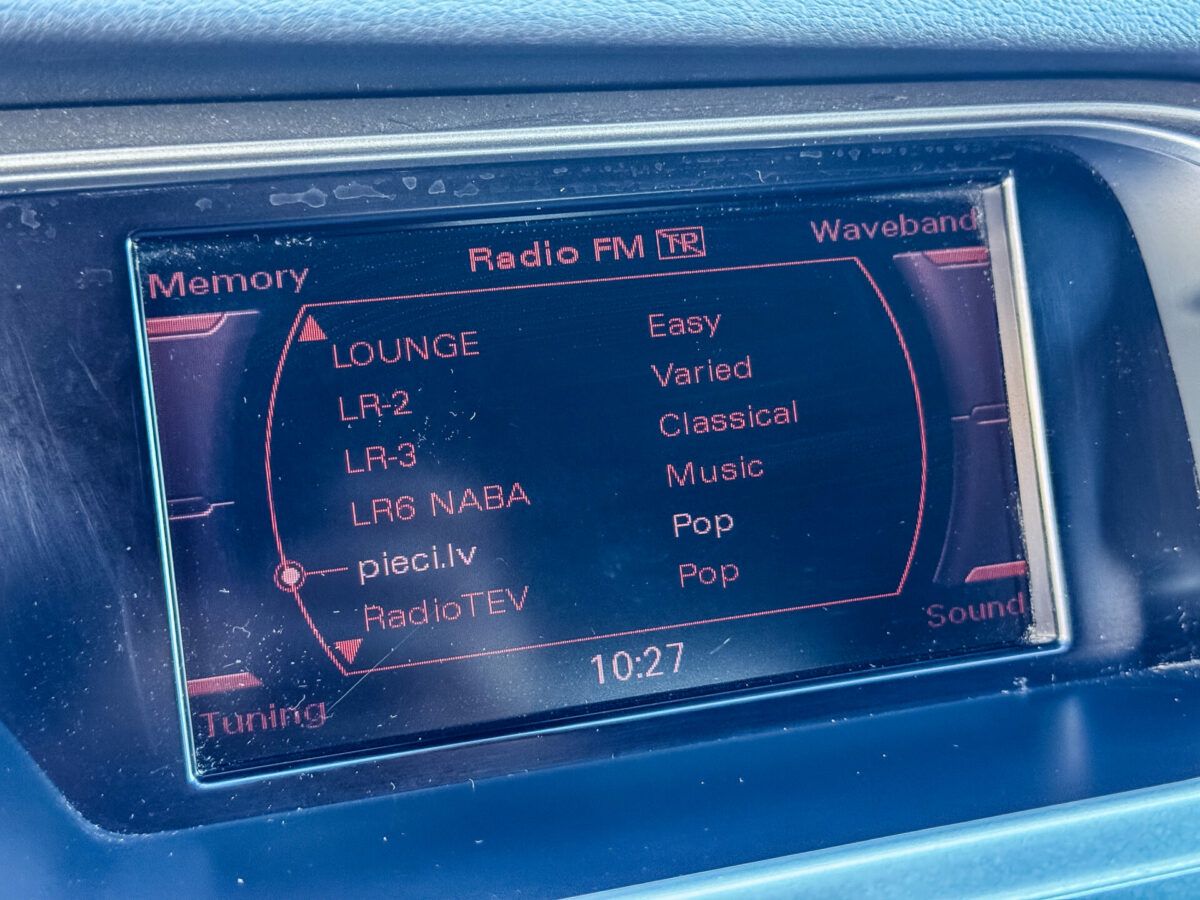 Memory
Radio FM TR
Waveband
LOUNGE Easy
LR-2 Varied
LR-3 Classical
LR6 NABA Music
pieci.lv Pop
RadioTEV Pop
Tuning
10:27
Sound